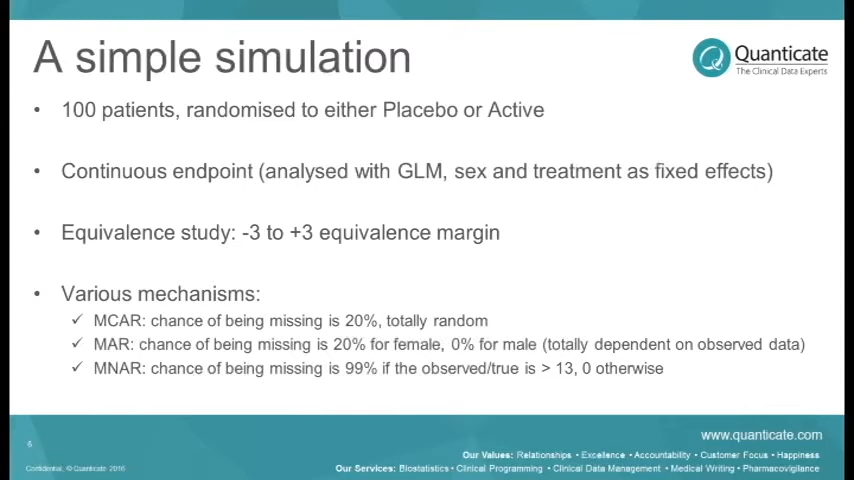 A simple simulation
Quanticate
The Clinical Data Experts
• 100 patients, randomised to either Placebo or Active
• Continuous endpoint (analysed with GLM, sex and treatment as fixed effects)
• Equivalence study: -3 to +3 equivalence margin
• Various mechanisms:
✓ MCAR: chance of being missing is 20%, totally random
✓ MAR: chance of being missing is 20% for female, 0% for male (totally dependent on observed data)
✓ MNAR: chance of being missing is 99% if the observed/true is > 13, 0 otherwise
www.quanticate.com
Our Values: Relationships • Excellence • Accountability • Customer Focus • Happiness
Confidential, © Quanticate 2016
Our Services: Biostatistics • Clinical Programming • Clinical Data Management • Medical Writing • Pharmacovigilance